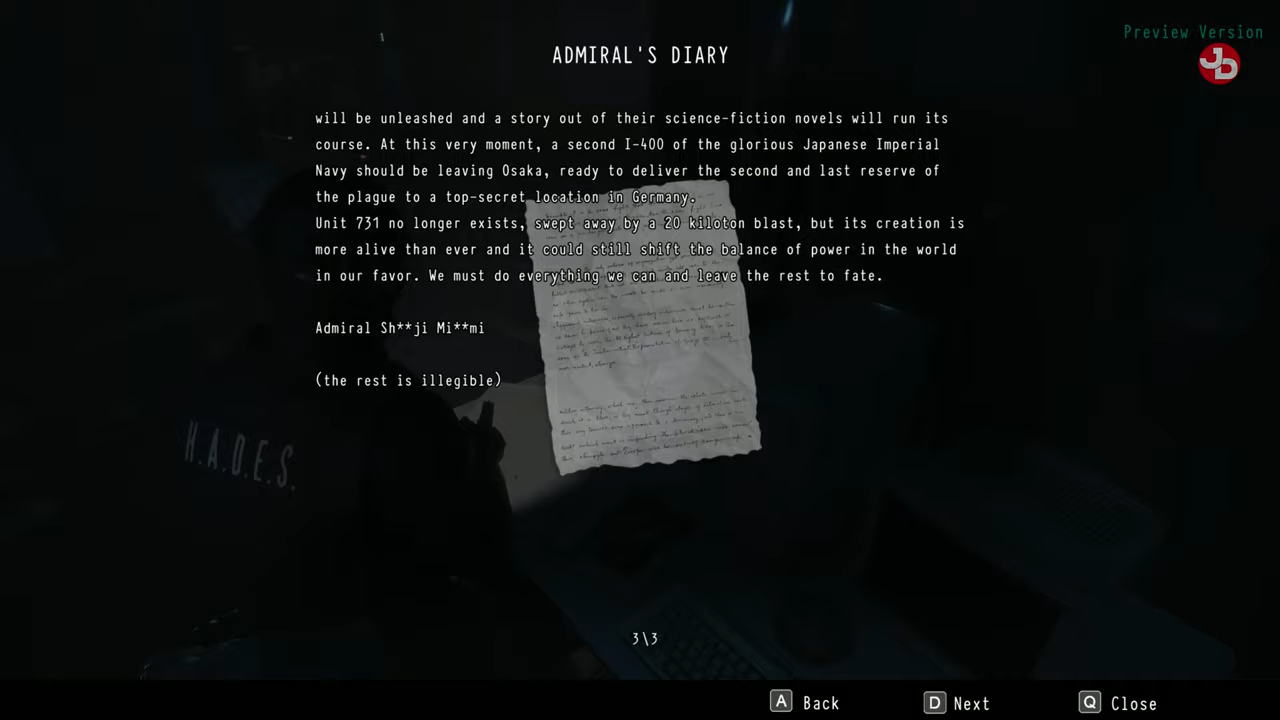 Preview Version
JD
ADMIRAL'S DIARY
will be unleashed and a story out of their science-fiction novels will run its
course. At this very moment, a second I-400 of the glorious Japanese Imperial
Navy should be leaving Osaka, ready to deliver the second and last reserve of
the plague to a top-secret location in Germany.
Unit 731 no longer exists, swept away by a 20 kiloton blast, but its creation is
more alive than ever and it could still shift the balance of power in the world
in our favor. We must do everything we can and leave the rest to fate.
Admiral Sh**ji Mi**mi
(the rest is illegible)
H.A.D.E.S.
3\3
A Back
D Next
Q Close